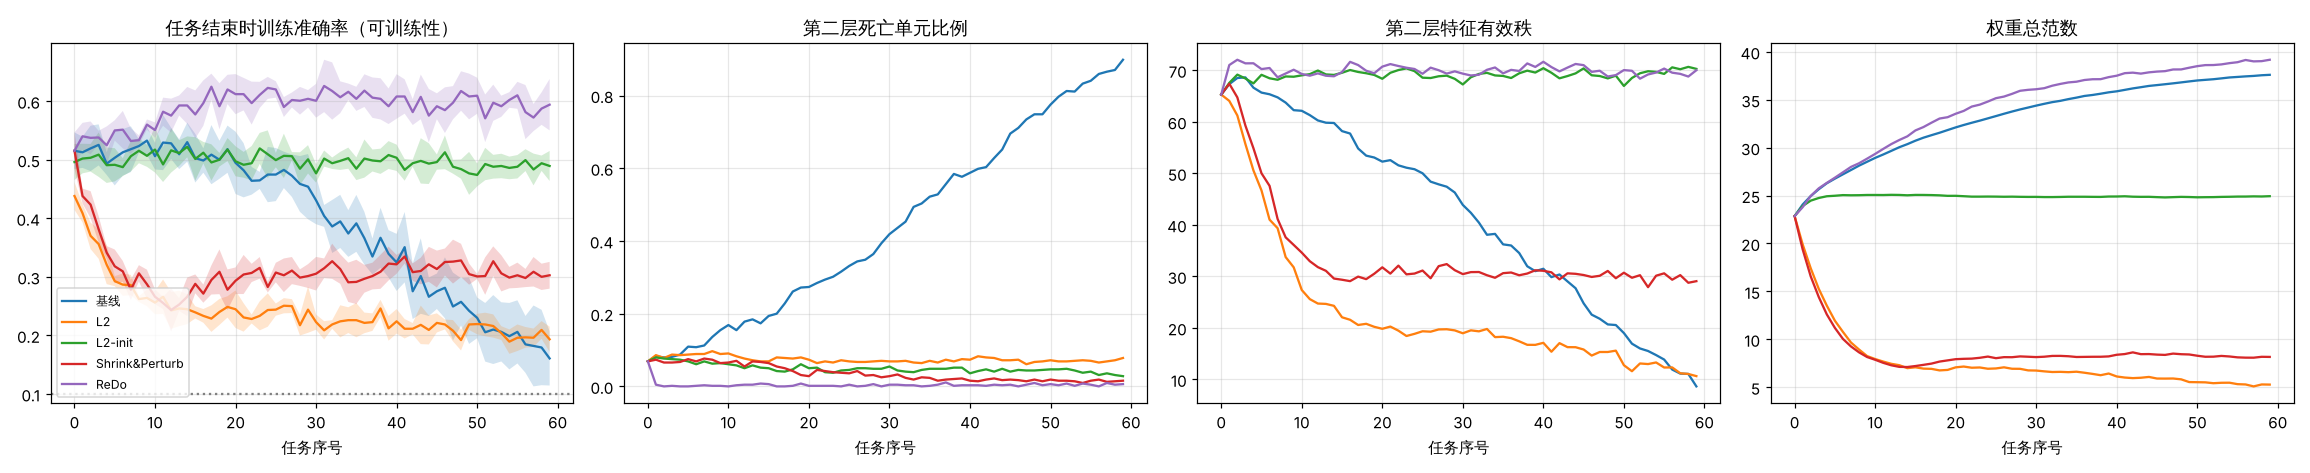 任务结束时训练准确率（可训练性）
0.6
0.5
0.4
0.3
0.2
0.1
基线
L2
L2-init
Shrink&Perturb
ReDo
0 10 20 30 40 50 60
任务序号
第二层死亡单元比例
0.8
0.6
0.4
0.2
0.0
0 10 20 30 40 50 60
任务序号
第二层特征有效秩
70
60
50
40
30
20
10
0 10 20 30 40 50 60
任务序号
权重总范数
40
35
30
25
20
15
10
5
0 10 20 30 40 50 60
任务序号